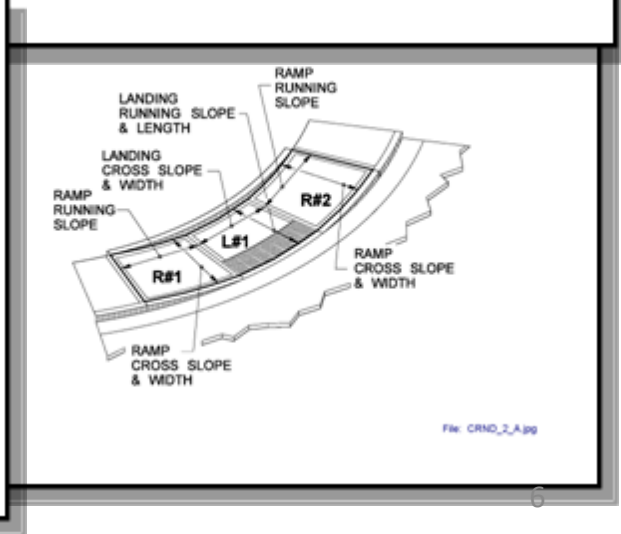 RAMP
RUNNING
SLOPE
LANDING
RUNNING SLOPE
& LENGTH
LANDING
CROSS SLOPE
& WIDTH
RAMP
RUNNING
SLOPE
R#2
L#1
R#1
RAMP
CROSS SLOPE
& WIDTH
RAMP
CROSS SLOPE
& WIDTH
File: CRND_2_A.jpg
6